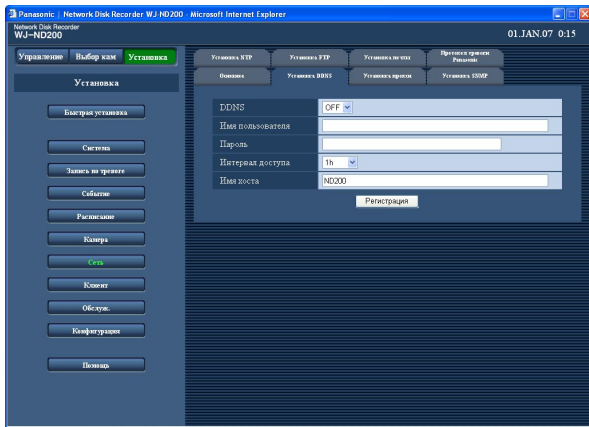 Panasonic | Network Disk Recorder WJ-ND200 - Microsoft Internet Explorer
Network Disk Recorder
WJ-ND200
01.JAN.07 0:15
Управление Выбор кам Установка
Установка
Быстрая установка
Система
Запись по тревоге
Событие
Расписание
Камера
Сеть
Клиент
Обслуж.
Конфигурация
Помощь
Установка NTP Установка FTP Установка почты Протокол тревоги Panasonic
Основное Установка DDNS Установка прокси Установка SNMP
DDNS OFF
Имя пользователя
Пароль
Интервал доступа 1h
Имя хоста ND200
Регистрация